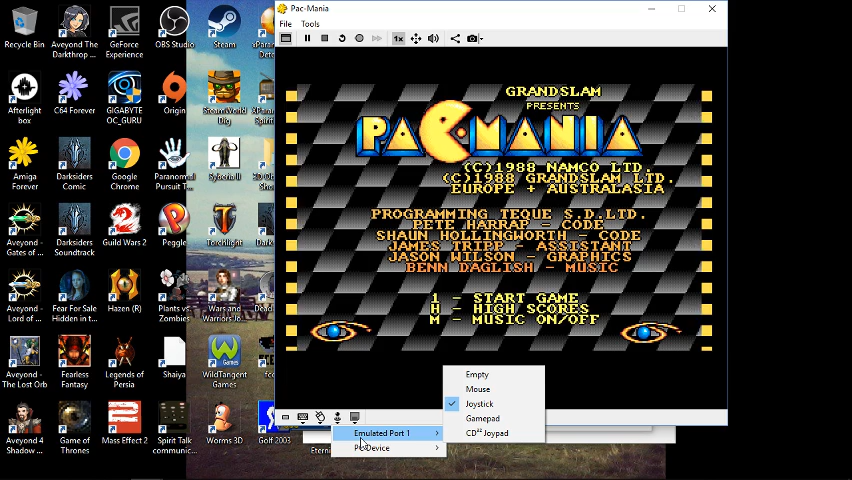 Pac-Mania
File Tools
1x
GRANDSLAM
PRESENTS
PAC-MANIA
(C)1988 NAMCO LTD.
(C)1988 GRANDSLAM LTD.
EUROPE + AUSTRALASIA
PROGRAMMING TEQUE S.D.LTD.
PETE HARRAP - CODE
SHAUN HOLLINGWORTH - CODE
JAMES TRIPP - ASSISTANT
JASON WILSON - GRAPHICS
BENN DAGLISH - MUSIC
1 - START GAME
H - HIGH SCORES
M - MUSIC ON/OFF
Empty
Mouse
Joystick
Gamepad
CD³² Joypad
Emulated Port 1
Device
Recycle Bin
Aveyond The Darkthrop ...
GeForce Experience
OBS Studio
Steam
Afterlight box
C64 Forever
GIGABYTE OC_GURU
Origin
SteamWorld Dig
Amiga Forever
Darksiders Comic
Google Chrome
Paranormal Pursuit T...
Syberia II
Aveyond - Gates of ...
Darksiders Soundtrack
Guild Wars 2
Peggle
Torchlight
Aveyond - Lord of ...
Fear For Sale Hidden in t...
Hazen (R)
Plants vs. Zombies
Wars and Warriors Jo...
Aveyond - The Lost Orb
Fearless Fantasy
Legends of Persia
Shaiya
WildTangent Games
Aveyond 4 Shadow ...
Game of Thrones
Mass Effect 2
Spirit Talk communic...
Worms 3D
Golf 2003